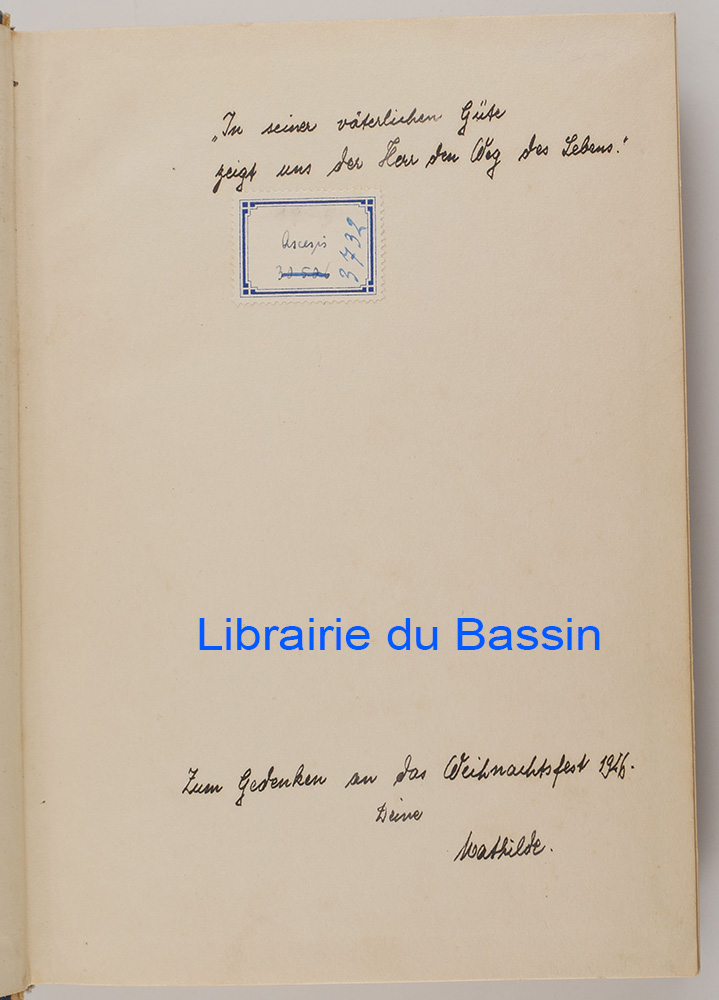 „In seiner väterlichen Güte
zeigt uns der Herr den Weg des Lebens."
Ascesis
3732
Librairie du Bassin
Zum Gedenken an das Weihnachtsfest 1946.
Deine
Mathilde.